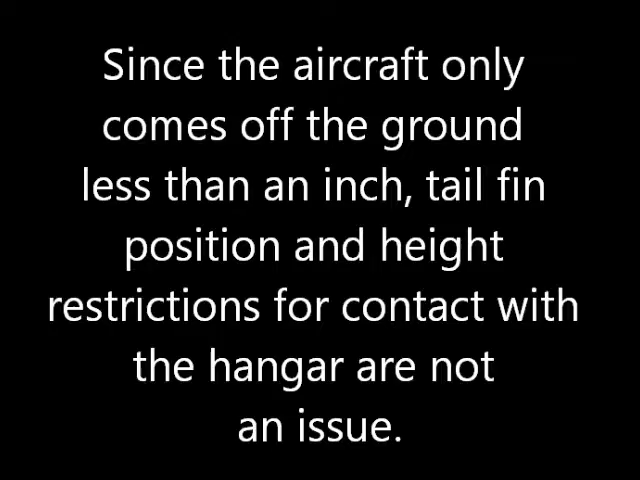 Since the aircraft only
comes off the ground
less than an inch, tail fin
position and height
restrictions for contact with
the hangar are not
an issue.